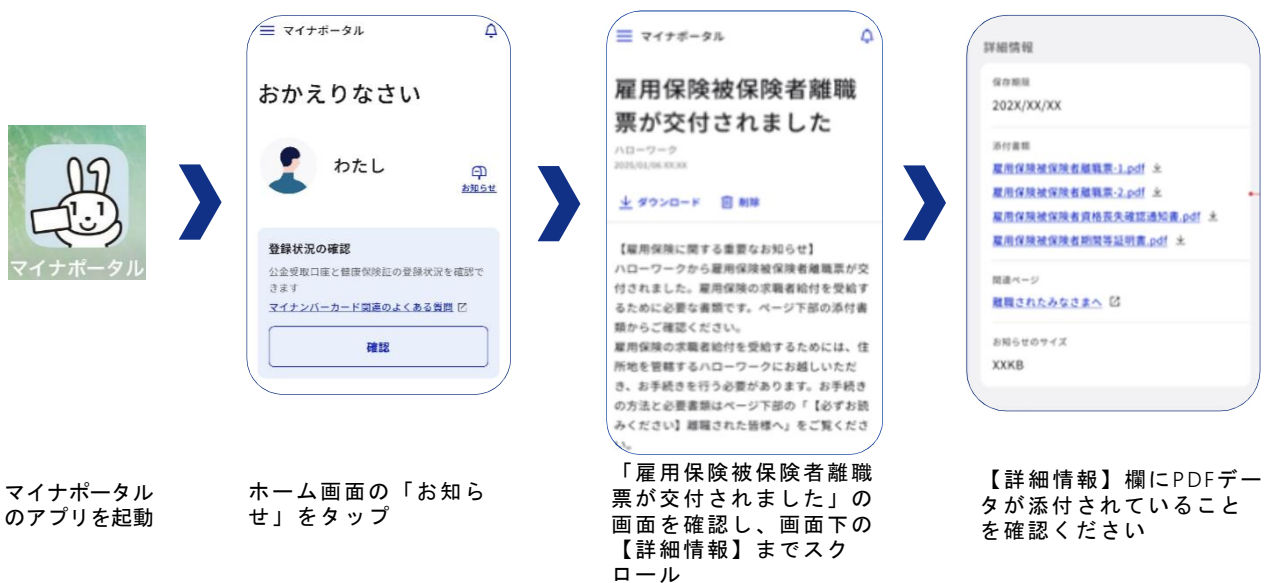 マイナポータル
マイナポータル
のアプリを起動
マイナポータル
おかえりなさい
わたし
お知らせ
登録状況の確認
公金受取口座と健康保険証の登録状況を確認で
きます
マイナンバーカード関連のよくある質問
確認
ホーム画面の「お知ら
せ」をタップ
マイナポータル
雇用保険被保険者離職
票が交付されました
ハローワーク
2025/01/06 XX:XX
ダウンロード 削除
【雇用保険に関する重要なお知らせ】
ハローワークから雇用保険被保険者離職票が交
付されました。雇用保険の求職者給付を受給す
るために必要な書類です。ページ下部の添付書
類からご確認ください。
雇用保険の求職者給付を受給するためには、住
所地を管轄するハローワークにお越しいただ
き、お手続きを行う必要があります。お手続き
の方法と必要書類はページ下部の「【必ずお読
みください】離職された皆様へ」をご覧くださ
い。
「雇用保険被保険者離職
票が交付されました」の
画面を確認し、画面下の
【詳細情報】までスク
ロール
詳細情報
保存期限
202X/XX/XX
添付書類
雇用保険被保険者離職票-1.pdf
雇用保険被保険者離職票-2.pdf
雇用保険被保険者資格喪失確認通知書.pdf
雇用保険被保険者期間等証明書.pdf
関連ページ
離職されたみなさまへ
お知らせのサイズ
XXKB
【詳細情報】欄にPDFデー
タが添付されていること
を確認ください